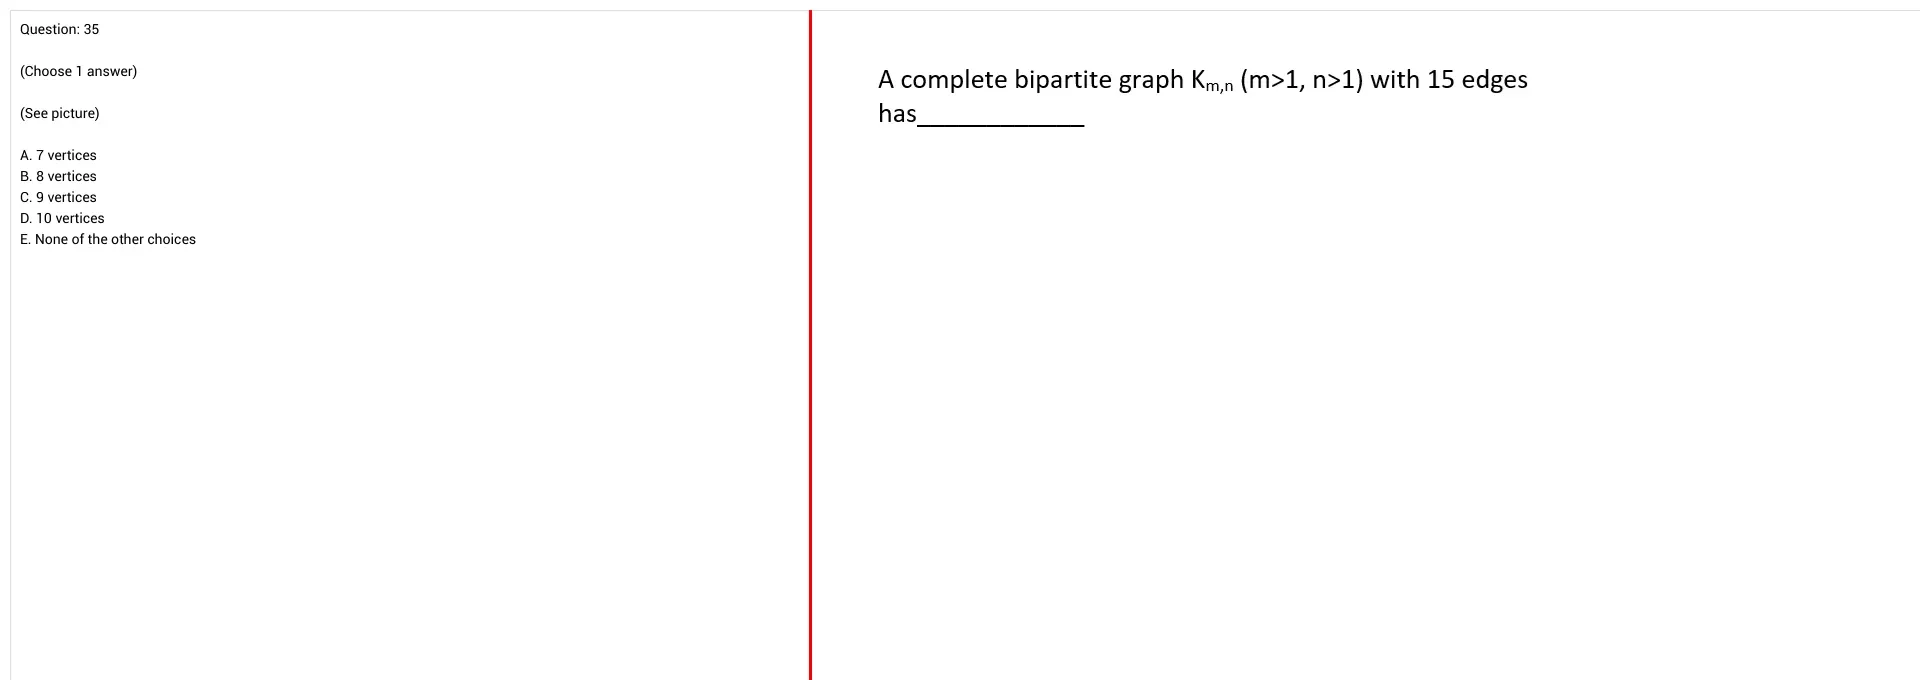 Question: 35
(Choose 1 answer)
(See picture)
A. 7 vertices
B. 8 vertices
C. 9 vertices
D. 10 vertices
E. None of the other choices
A complete bipartite graph Km,n (m>1, n>1) with 15 edges
has____________